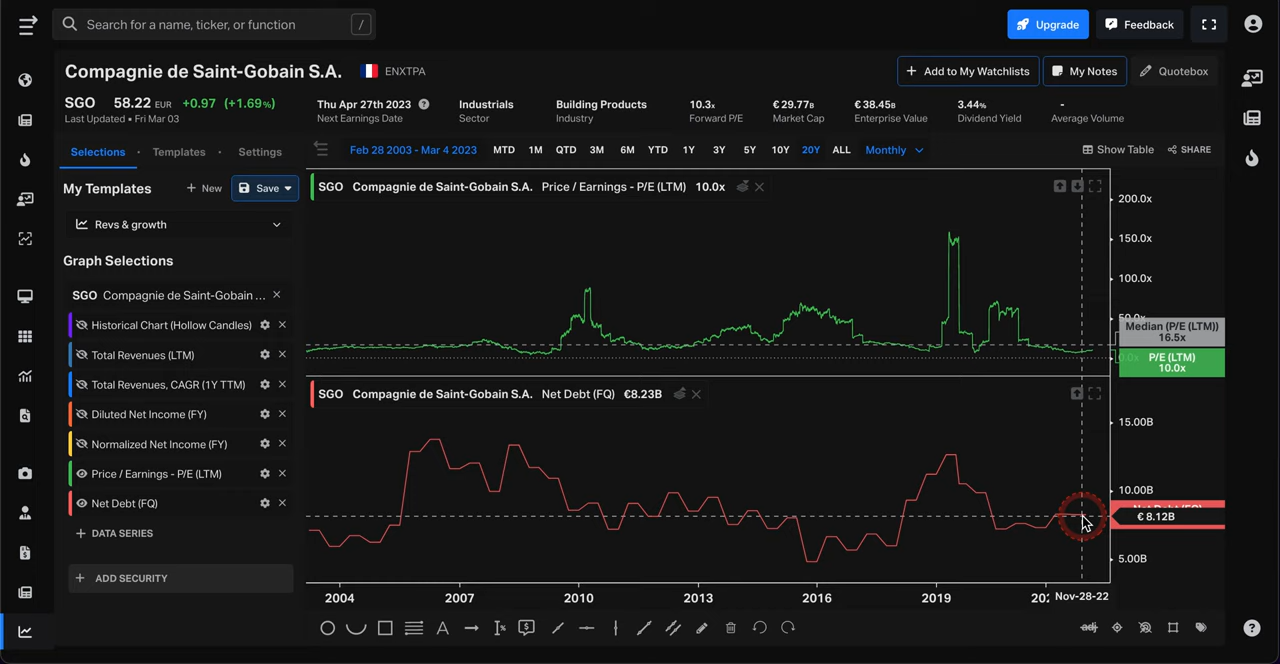 Search for a name, ticker, or function
/
Upgrade
Feedback
Compagnie de Saint-Gobain S.A.
ENXTPA
+ Add to My Watchlists
My Notes
Quotebox
SGO 58.22 EUR +0.97 (+1.69%)
Last Updated • Fri Mar 03
Thu Apr 27th 2023 ?
Next Earnings Date
Industrials
Sector
Building Products
Industry
10.3x
Forward P/E
€29.77B
Market Cap
€38.45B
Enterprise Value
3.44%
Dividend Yield
-
Average Volume
Selections • Templates • Settings
Feb 28 2003 - Mar 4 2023 MTD 1M QTD 3M 6M YTD 1Y 3Y 5Y 10Y 20Y ALL Monthly
Show Table
SHARE
My Templates
+ New
Save
Revs & growth
Graph Selections
SGO Compagnie de Saint-Gobain ...
Historical Chart (Hollow Candles)
Total Revenues (LTM)
Total Revenues, CAGR (1Y TTM)
Diluted Net Income (FY)
Normalized Net Income (FY)
Price / Earnings - P/E (LTM)
Net Debt (FQ)
+ DATA SERIES
+ ADD SECURITY
SGO Compagnie de Saint-Gobain S.A. Price / Earnings - P/E (LTM) 10.0x
200.0x
150.0x
100.0x
50.0x
Median (P/E (LTM))
16.5x
0.0x
P/E (LTM)
10.0x
SGO Compagnie de Saint-Gobain S.A. Net Debt (FQ) €8.23B
15.00B
10.00B
Net Debt (FQ)
€ 8.12B
5.00B
2004 2007 2010 2013 2016 2019 Nov-28-22
A
adj
?